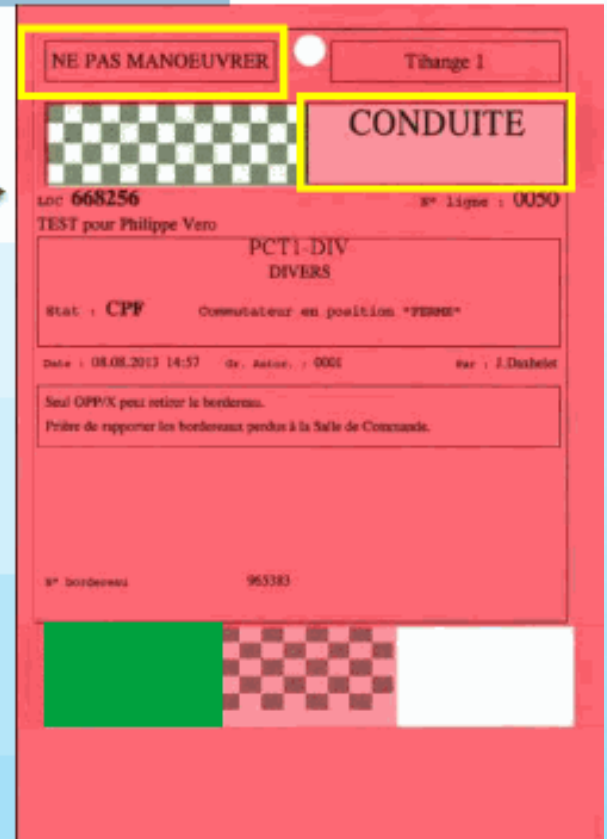 NE PAS MANOEUVRER
Tihange 1
CONDUITE
LOC 668256
N° ligne : 0050
TEST pour Philippe Vero
PCT1-DIV
DIVERS
Etat : CPF Commutateur en position "FERME"
Date : 08.08.2013 14:57 Gr. Autor. : 0001 Par : J.Danhelet
Seul OPP/X peut retirer le bordereau.
Prière de rapporter les bordereaux perdus à la Salle de Commande.
N° bordereau 965383